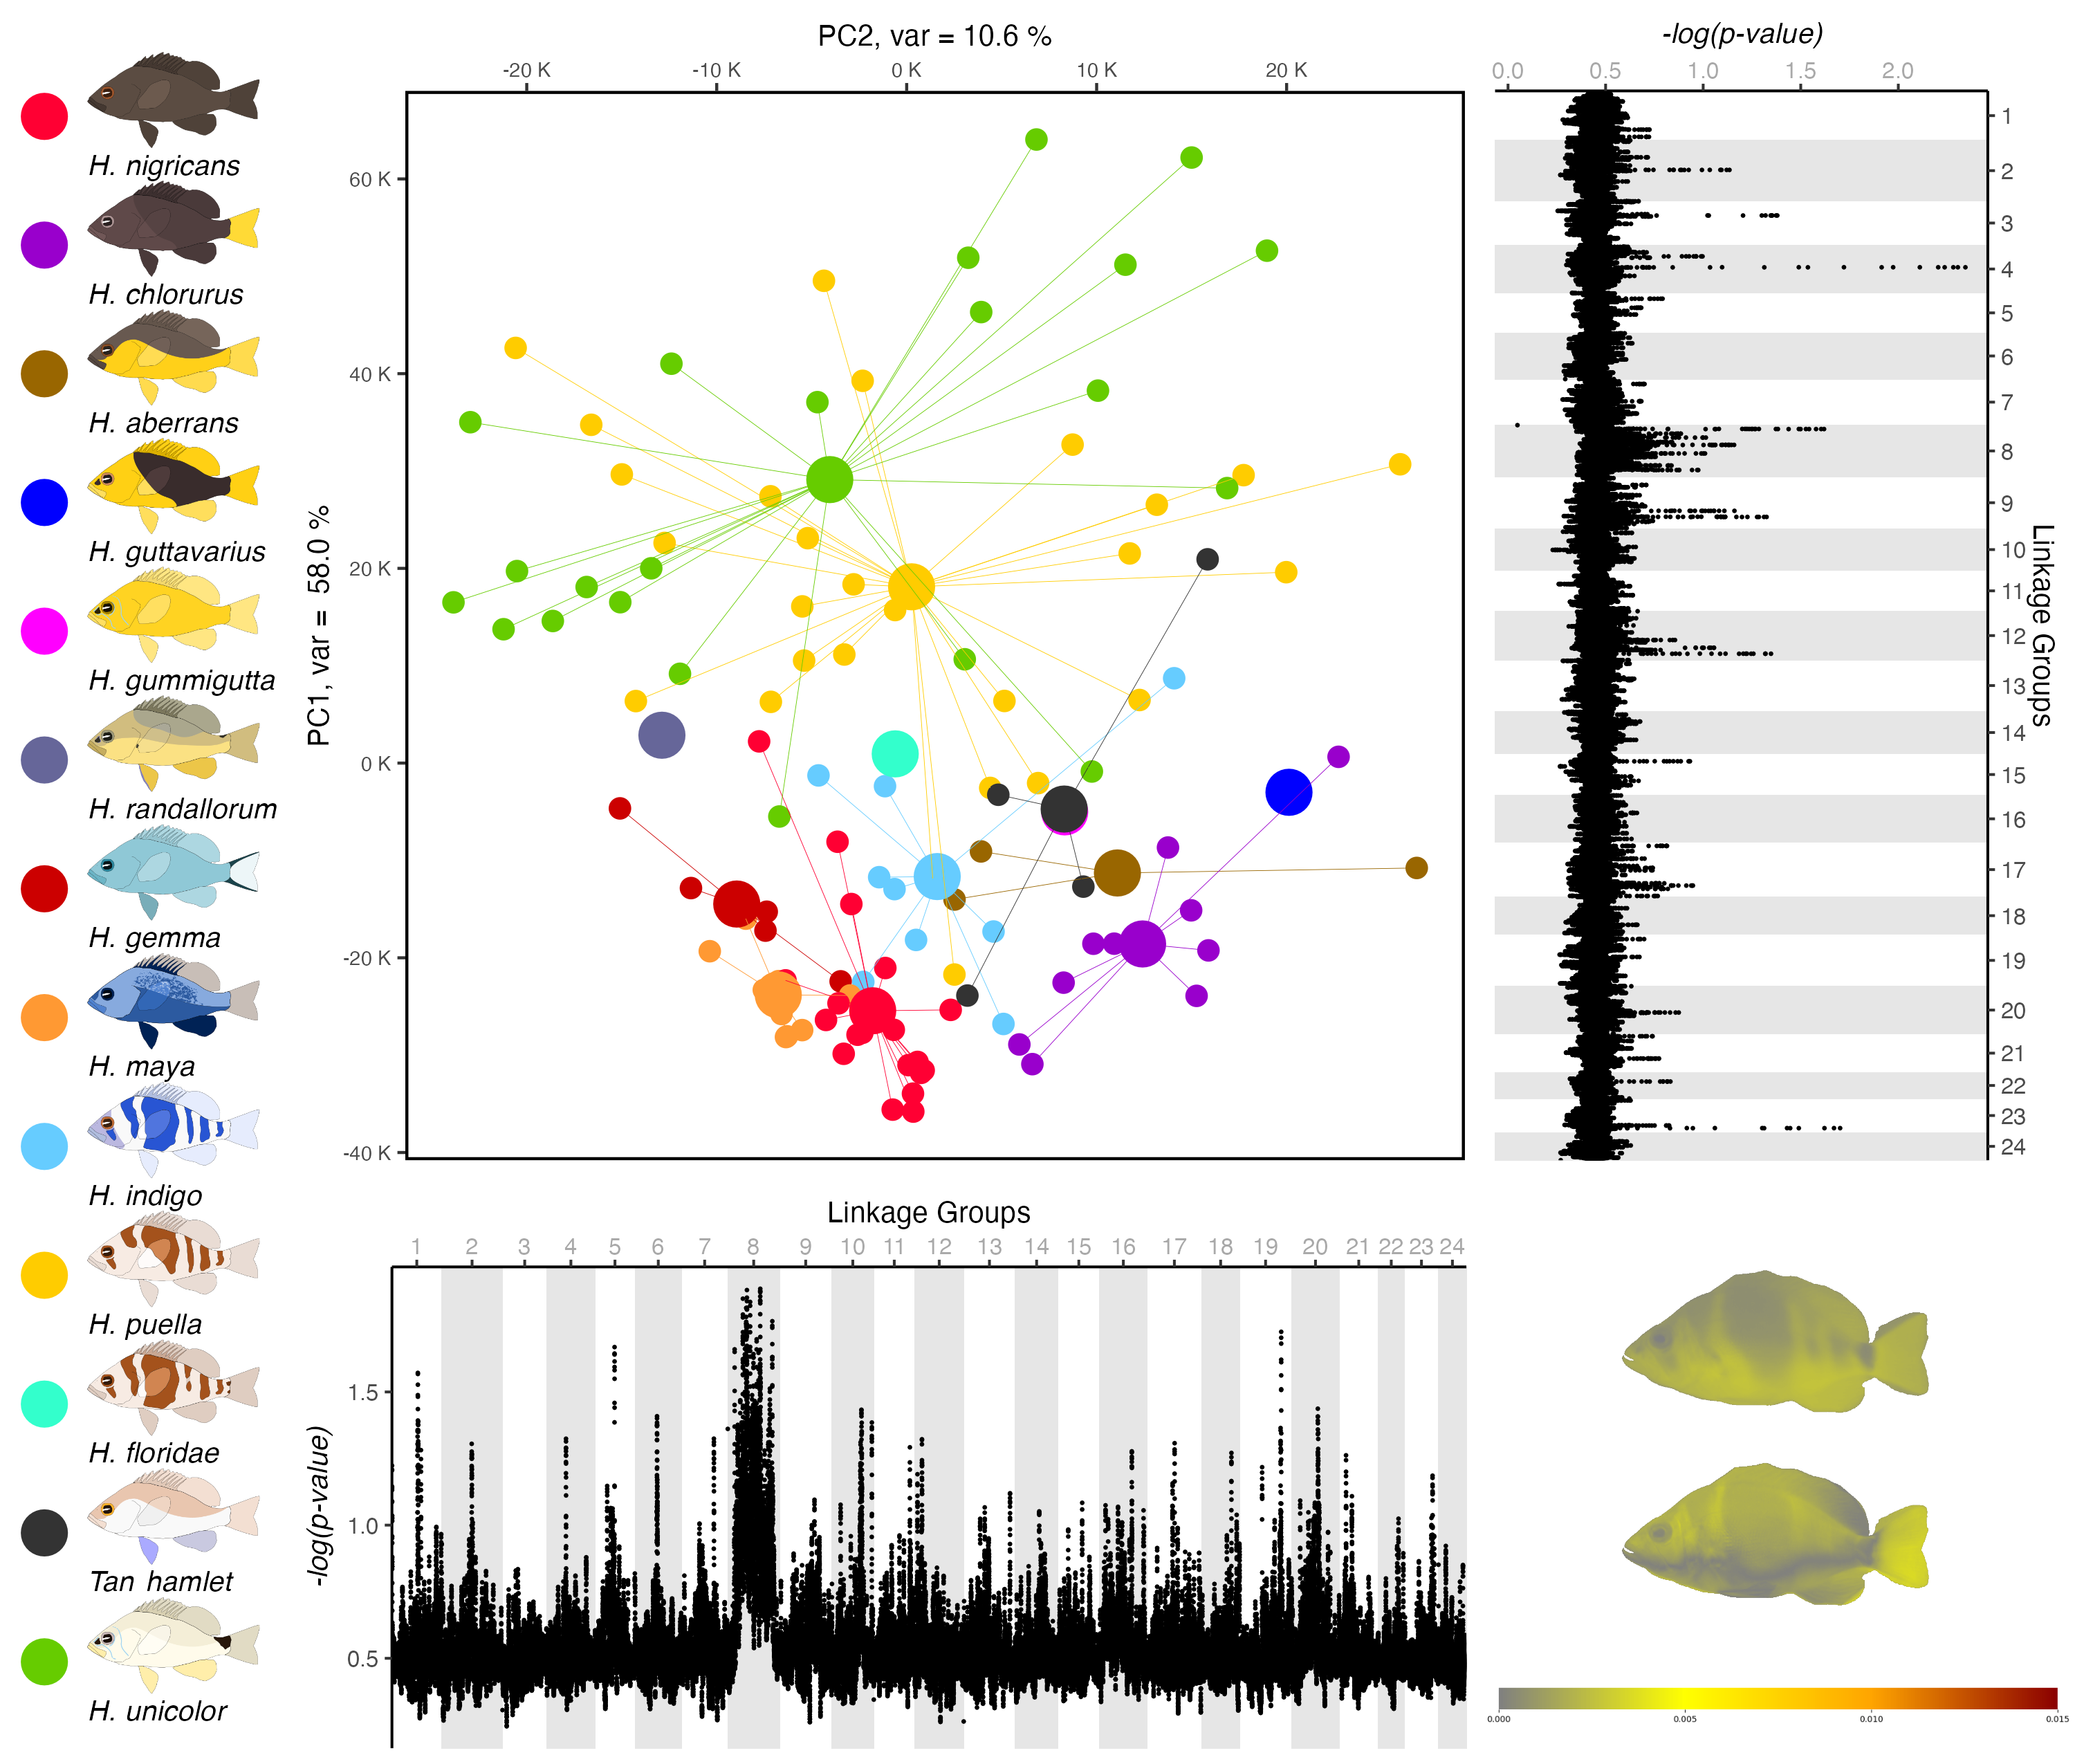 H. nigricans
H. chlorurus
H. aberrans
H. guttavarius
H. gummigutta
H. randallorum
H. gemma
H. maya
H. indigo
H. puella
H. floridae
Tan hamlet
H. unicolor
PC2, var = 10.6 %
-20 K -10 K 0 K 10 K 20 K
PC1, var = 58.0 %
60 K
40 K
20 K
0 K
-20 K
-40 K
-log(p-value)
0.0 0.5 1.0 1.5 2.0
1
2
3
4
5
6
7
8
9
10
11
12
13
14
15
16
17
18
19
20
21
22
23
24
Linkage Groups
Linkage Groups
1 2 3 4 5 6 7 8 9 10 11 12 13 14 15 16 17 18 19 20 21 22 23 24
-log(p-value)
1.5
1.0
0.5
0.000 0.005 0.010 0.015